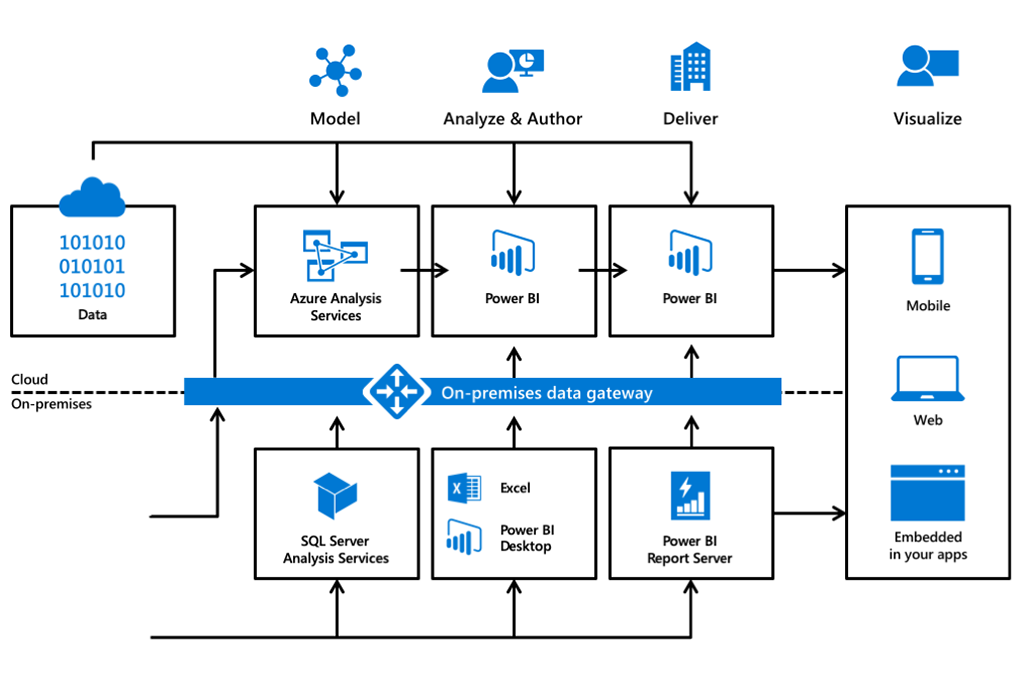 Model
Analyze & Author
Deliver
Visualize
101010
010101
101010
Data
Azure Analysis
Services
Power BI
Power BI
Mobile
Cloud
On-premises
On-premises data gateway
Web
SQL Server
Analysis Services
X
Excel
Power BI
Desktop
Power BI
Report Server
Embedded
in your apps